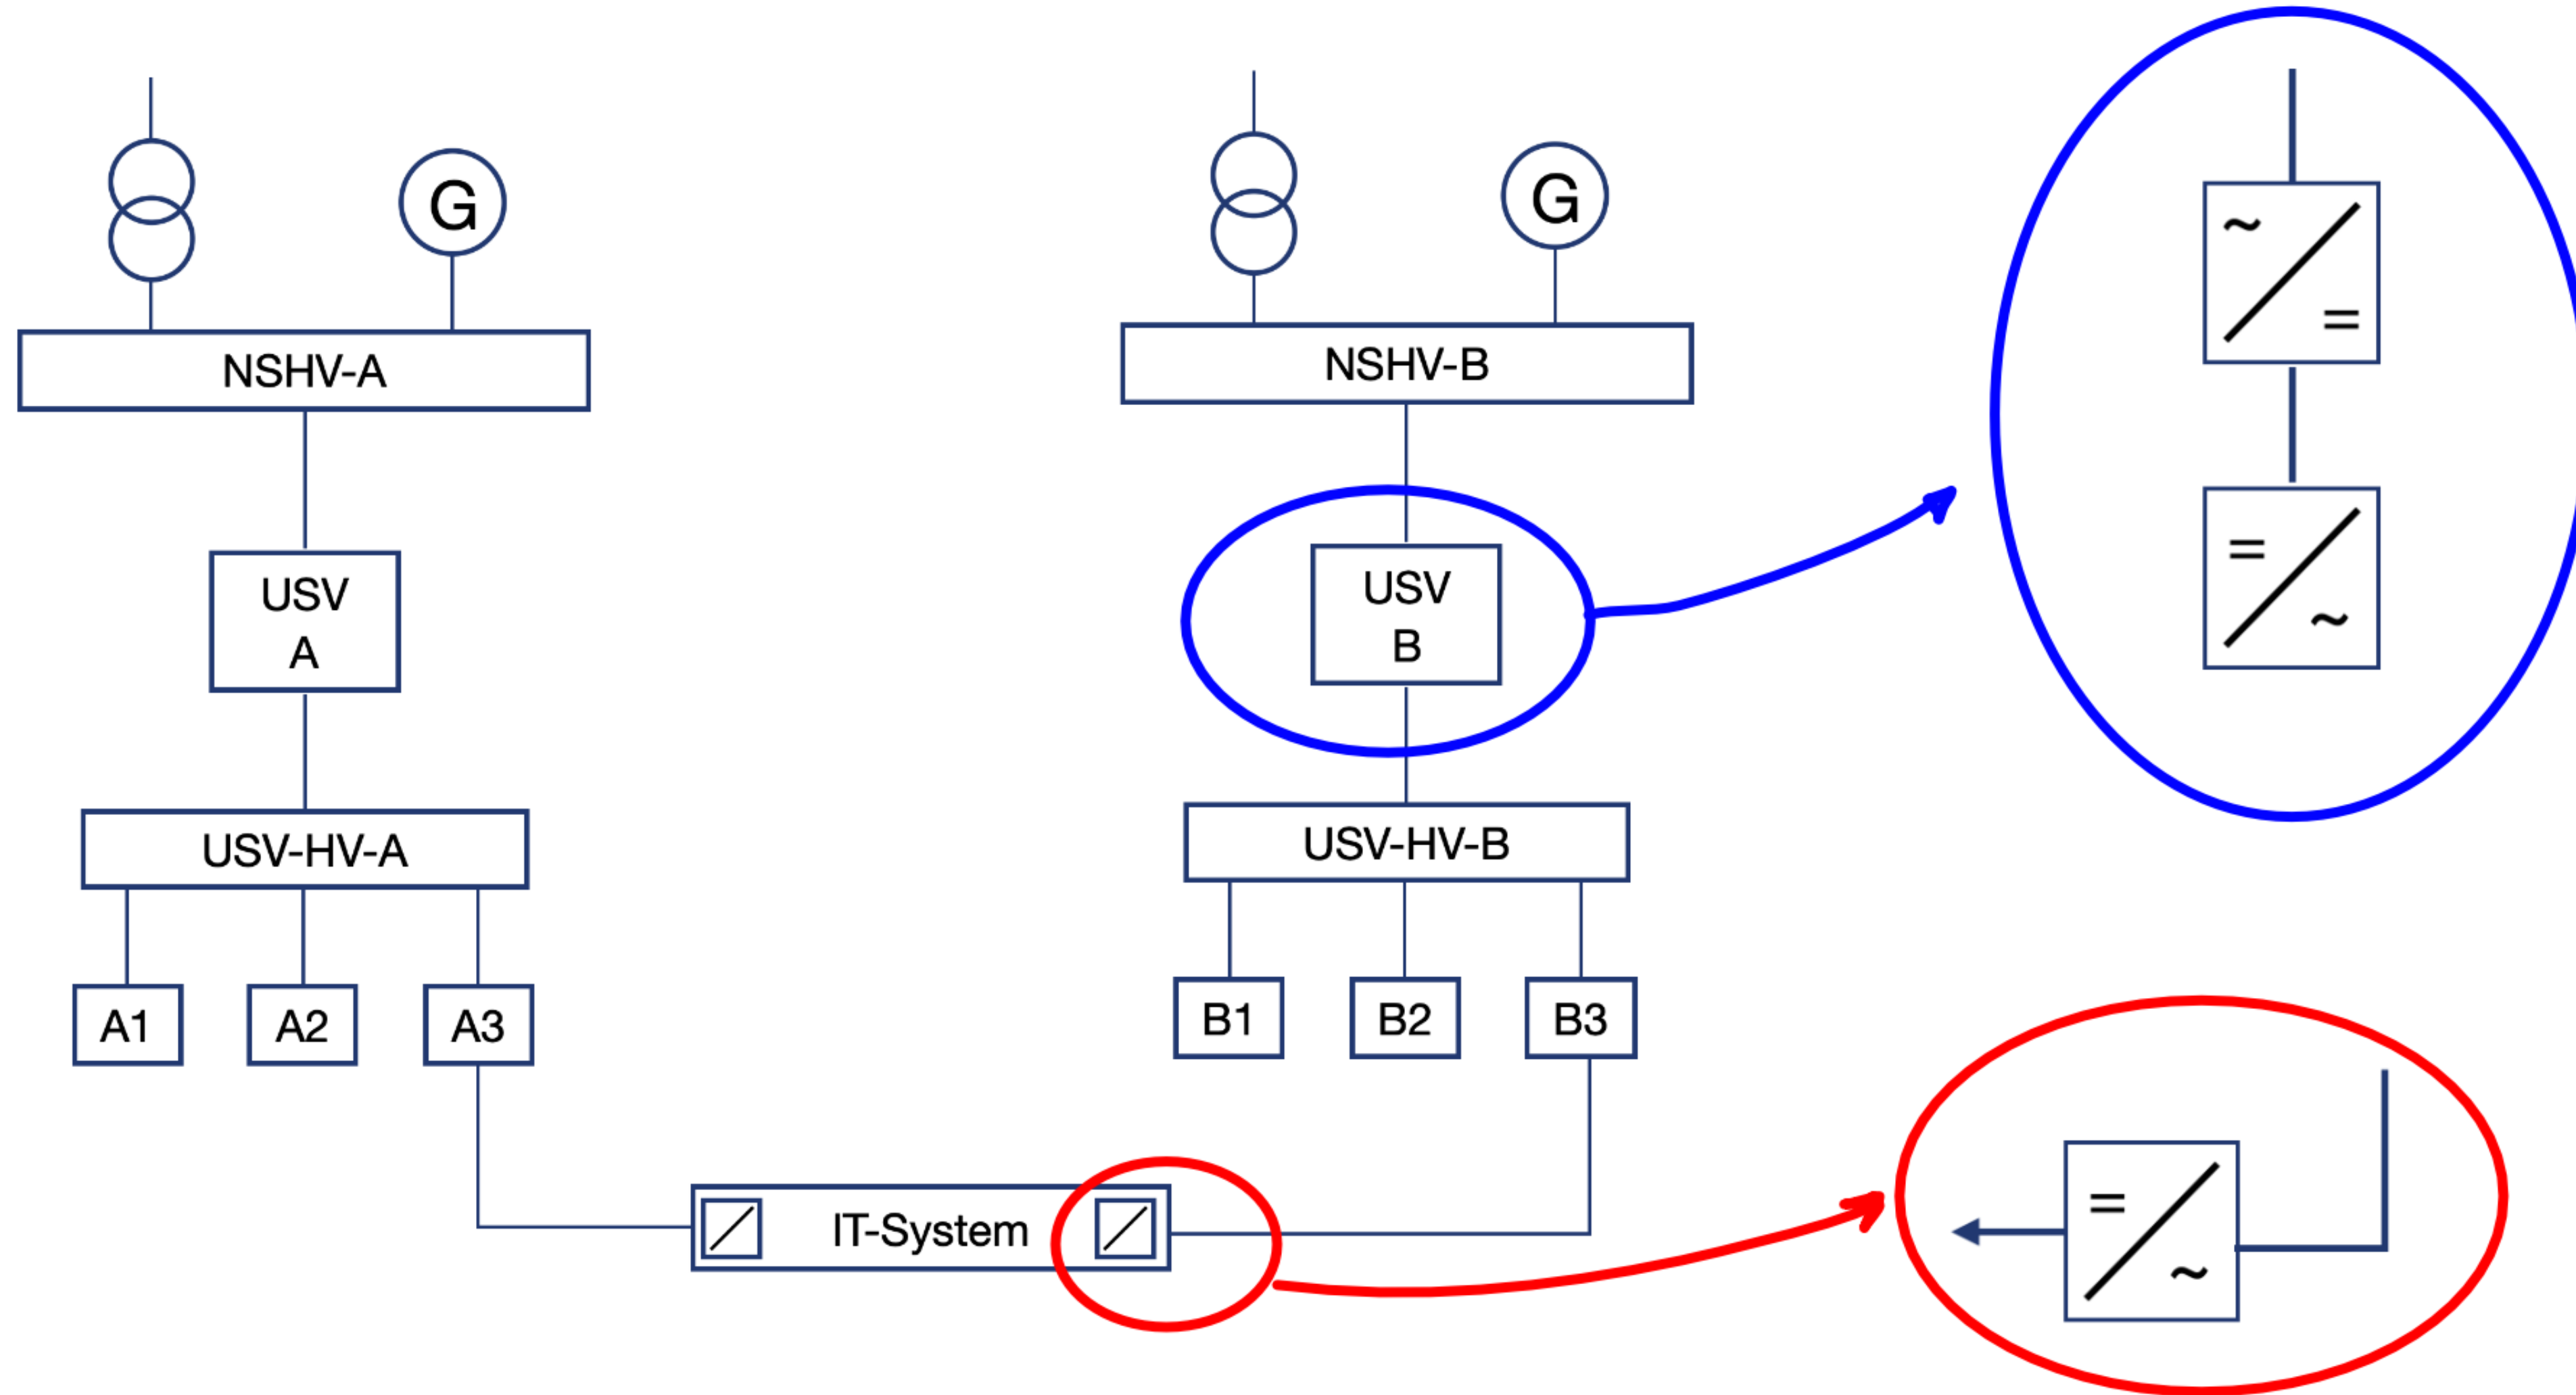 G
G
NSHV-A
NSHV-B
USV
A
USV
B
~
=
=
~
USV-HV-A
USV-HV-B
A1
A2
A3
B1
B2
B3
IT-System
=
~